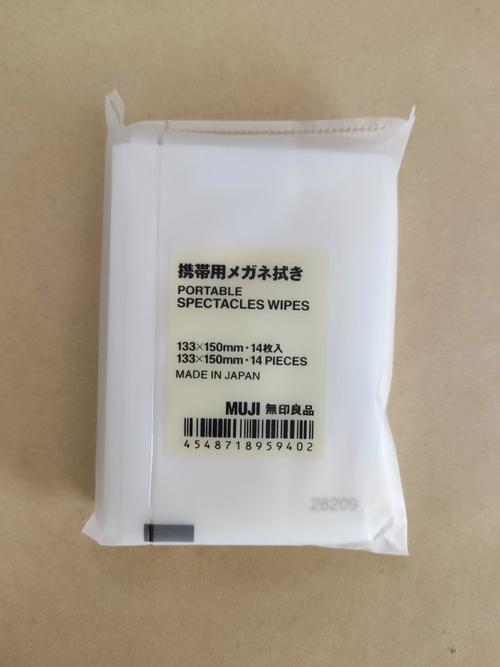 携帯用メガネ拭き
PORTABLE
SPECTACLES WIPES
133×150mm・14枚入
133×150mm・14 PIECES
MADE IN JAPAN
MUJI 無印良品
4548718959402
28209